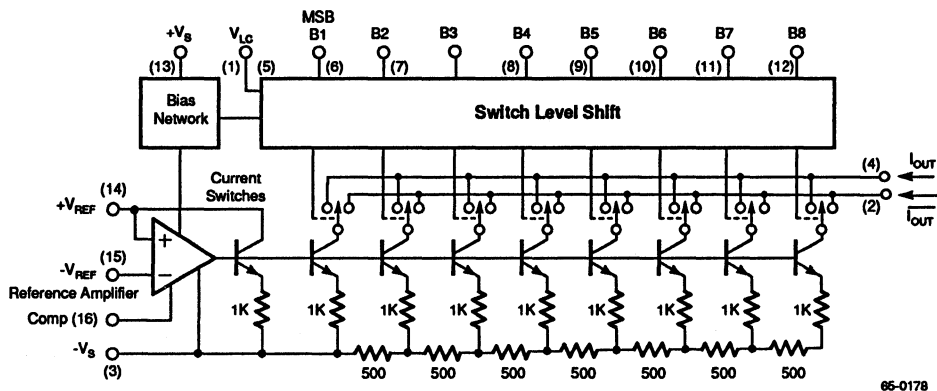 MSB
+VS VLC B1 B2 B3 B4 B5 B6 B7 B8
(13) (1) (5) (6) (7) (8) (9) (10) (11) (12)
Bias
Network
Switch Level Shift
(4) IOUT
(2) IOUT
Current
Switches
(14)
+VREF
+
(15)
-VREF
−
Reference Amplifier
Comp (16)
-VS
(3)
1K 1K 1K 1K 1K 1K 1K 1K 1K
500 500 500 500 500 500 500
65-0178